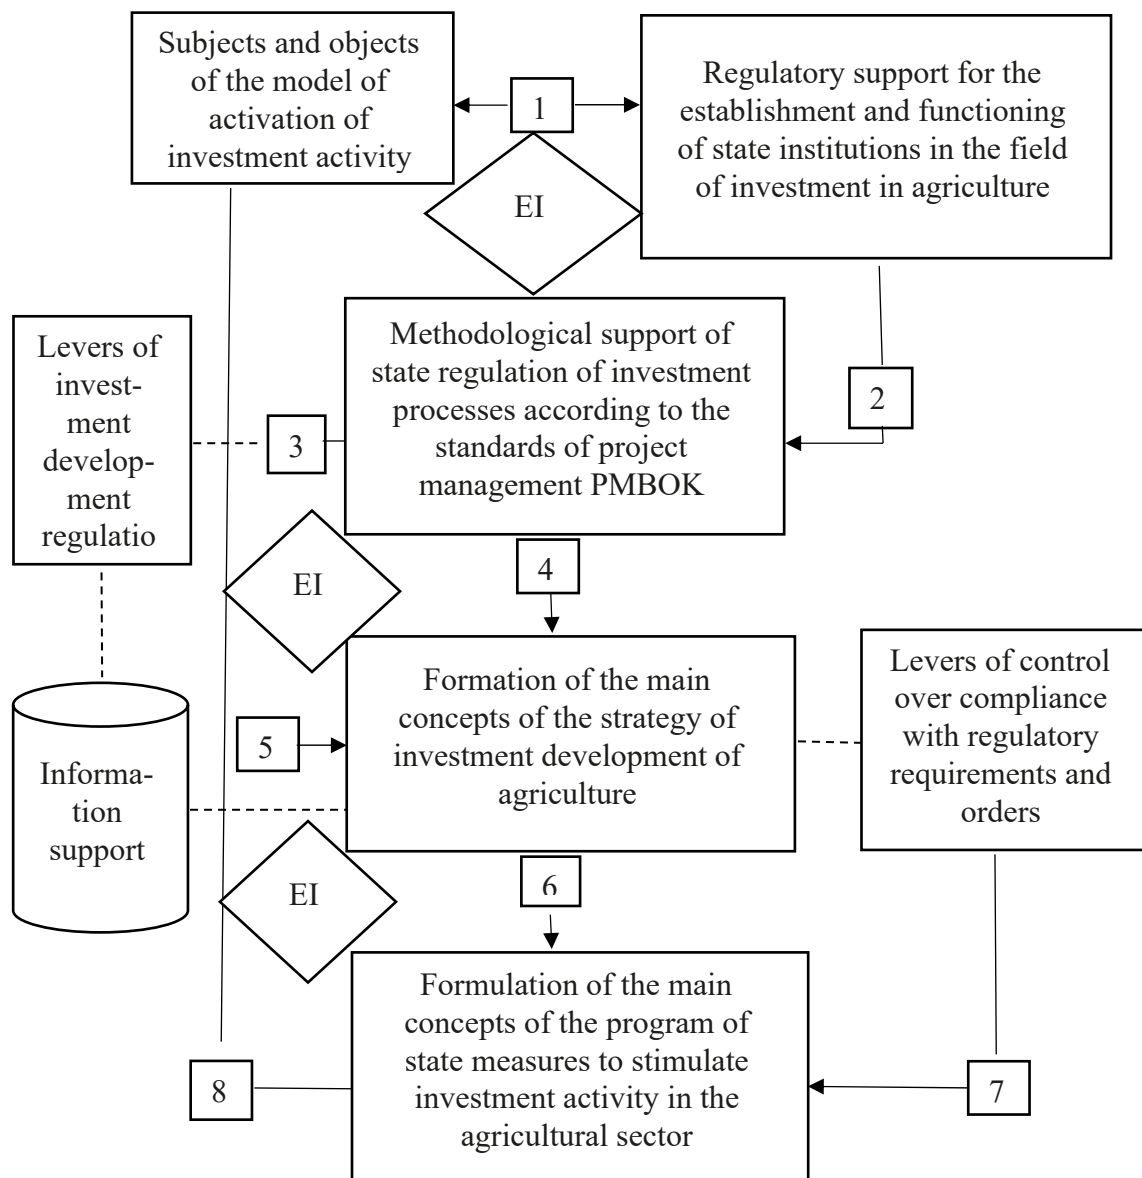 Subjects and objects
of the model of
activation of
investment activity
1
Regulatory support for the
establishment and functioning
of state institutions in the field
of investment in agriculture
EI
Levers of
invest-
ment
develop-
ment
regulatio
3
Methodological support of
state regulation of investment
processes according to the
standards of project
management PMBOK
2
EI
4
Informa-
tion
support
5
Formation of the main
concepts of the strategy of
investment development of
agriculture
Levers of control
over compliance
with regulatory
requirements and
orders
EI
6
8
Formulation of the main
concepts of the program of
state measures to stimulate
investment activity in the
agricultural sector
7